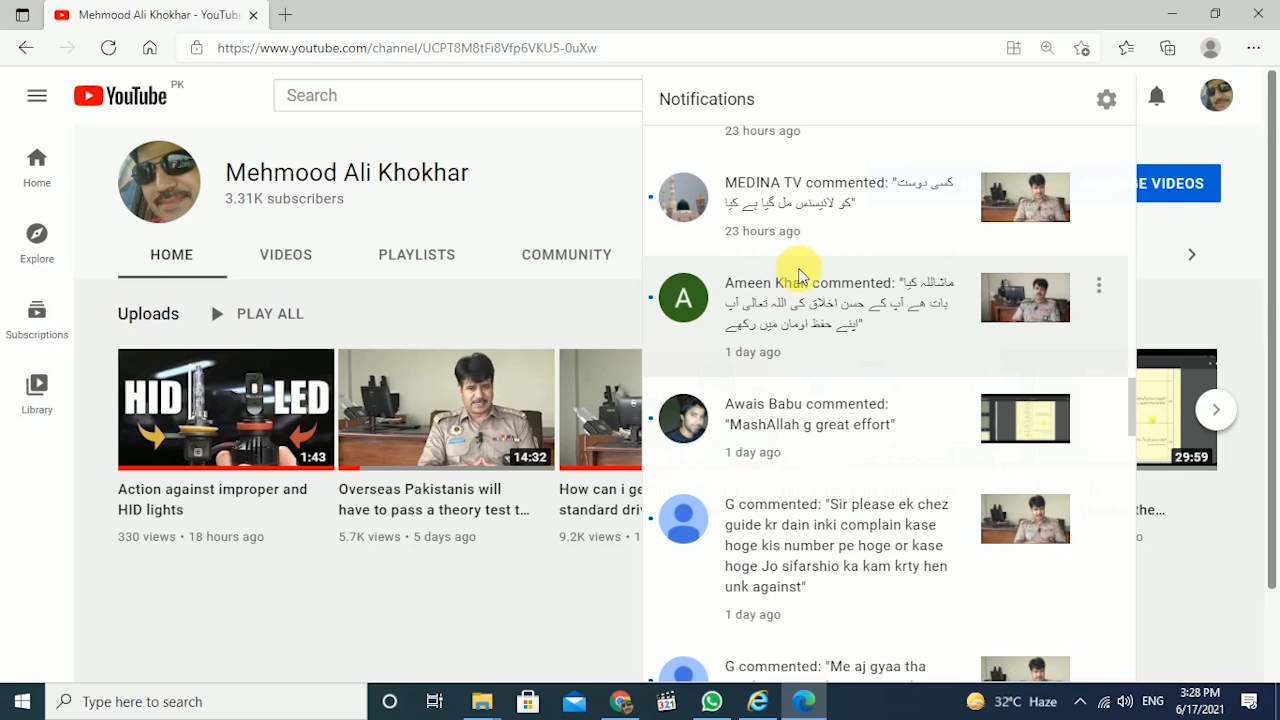 Mehmood Ali Khokhar - YouTub
https://www.youtube.com/channel/UCPT8M8tFi8Vfp6VKU5-0uXw
YouTube
PK
Search
Notifications
Home
Explore
Subscriptions
Library
Mehmood Ali Khokhar
3.31K subscribers
HOME
VIDEOS
PLAYLISTS
COMMUNITY
Uploads
PLAY ALL
HID
LED
1:43
Action against improper and
HID lights
330 views • 18 hours ago
14:32
Overseas Pakistanis will
have to pass a theory test t...
5.7K views • 5 days ago
How can i ge
standard driv
9.2K views • 1
23 hours ago
MEDINA TV commented: "کسی دوست
کو لائیسنس مل گیا ہے کیا"
23 hours ago
A
Ameen Khan commented: "ماشاللہ کیا
بات ھے آپ کے حسن اخلاق کی اللہ تعالی آپ
اپنے حفظ اومان میں رکھے"
1 day ago
Awais Babu commented:
"MashAllah g great effort"
1 day ago
G commented: "Sir please ek chez
guide kr dain inki complain kase
hoge kis number pe hoge or kase
hoge Jo sifarshio ka kam krty hen
unk against"
1 day ago
G commented: "Me aj gyaa tha
GE VIDEOS
29:59
the...
Type here to search
321
32°C Haze
ENG
3:28 PM
6/17/2021